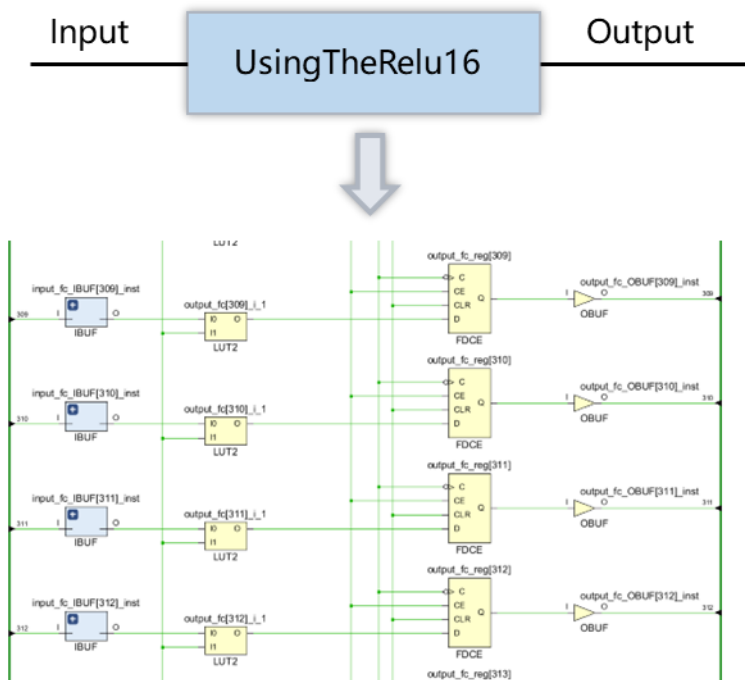 Input
Output
UsingTheRelu16
LUT2
output_fc_reg[309]
input_fc_IBUF[309]_inst
output_fc[309]_i_1
C
CE
CLR
D
Q
FDCE
output_fc_OBUF[309]_inst
I
O
OBUF
309
309
I
O
IBUF
I0
O
I1
LUT2
output_fc_reg[310]
input_fc_IBUF[310]_inst
output_fc[310]_i_1
C
CE
CLR
D
Q
FDCE
output_fc_OBUF[310]_inst
I
O
OBUF
310
310
I
O
IBUF
I0
O
I1
LUT2
output_fc_reg[311]
input_fc_IBUF[311]_inst
output_fc[311]_i_1
C
CE
CLR
D
Q
FDCE
output_fc_OBUF[311]_inst
I
O
OBUF
311
311
I
O
IBUF
I0
O
I1
LUT2
output_fc_reg[312]
input_fc_IBUF[312]_inst
output_fc[312]_i_1
C
CE
CLR
D
Q
FDCE
output_fc_OBUF[312]_inst
I
O
OBUF
312
312
I
O
IBUF
I0
O
I1
LUT2
output_fc_reg[313]